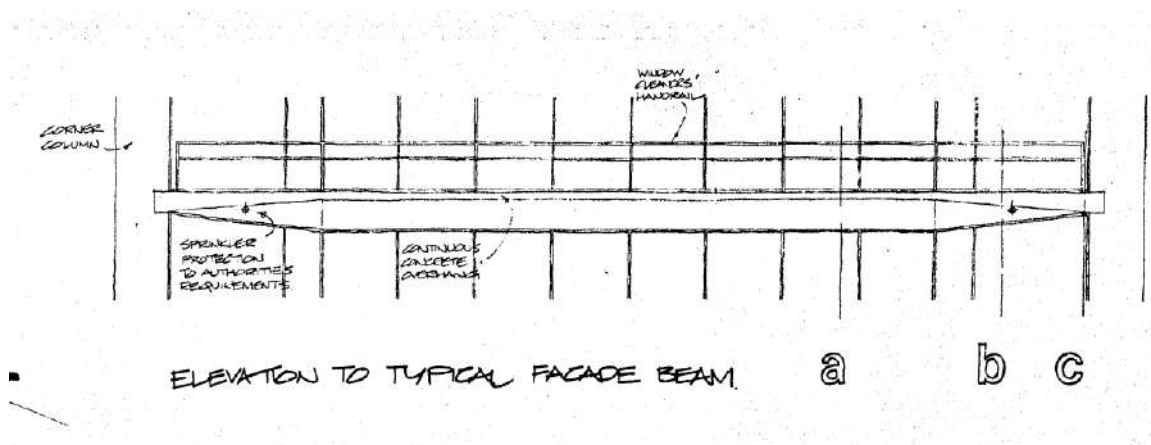 WINDOW
CLEANERS'
HANDRAIL
CORNER
COLUMN
SPRINKLER
PROTECTION
TO AUTHORITIES
REQUIREMENTS
CONTINUOUS
CONCRETE
OVERHANG
ELEVATION TO TYPICAL FACADE BEAM.
a b c